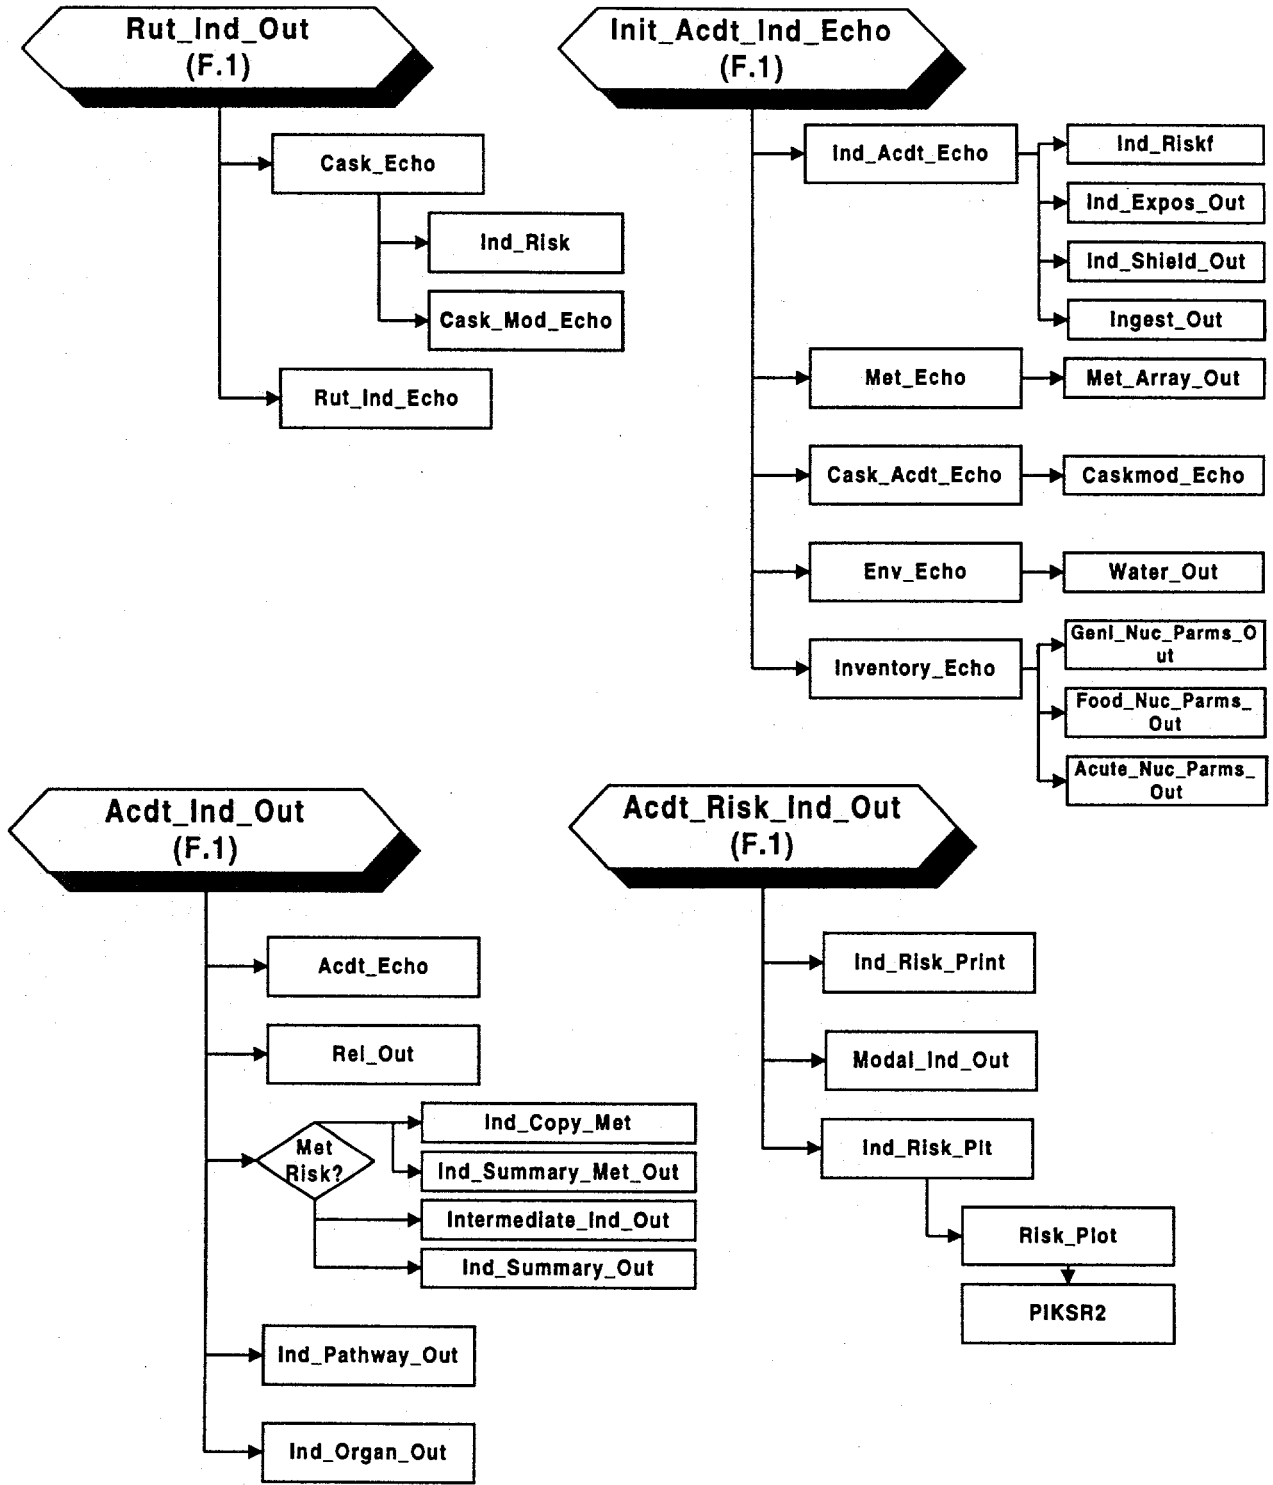 Rut_Ind_Out
(F.1)
Cask_Echo
Ind_Risk
Cask_Mod_Echo
Rut_Ind_Echo
Init_Acdt_Ind_Echo
(F.1)
Ind_Acdt_Echo
Ind_Riskf
Ind_Expos_Out
Ind_Shield_Out
Ingest_Out
Met_Echo
Met_Array_Out
Cask_Acdt_Echo
Caskmod_Echo
Env_Echo
Water_Out
Inventory_Echo
Genl_Nuc_Parms_O
ut
Food_Nuc_Parms_
Out
Acute_Nuc_Parms_
Out
Acdt_Ind_Out
(F.1)
Acdt_Echo
Rel_Out
Met
Risk?
Ind_Copy_Met
Ind_Summary_Met_Out
Intermediate_Ind_Out
Ind_Summary_Out
Ind_Pathway_Out
Ind_Organ_Out
Acdt_Risk_Ind_Out
(F.1)
Ind_Risk_Print
Modal_Ind_Out
Ind_Risk_Plt
Risk_Plot
PIKSR2